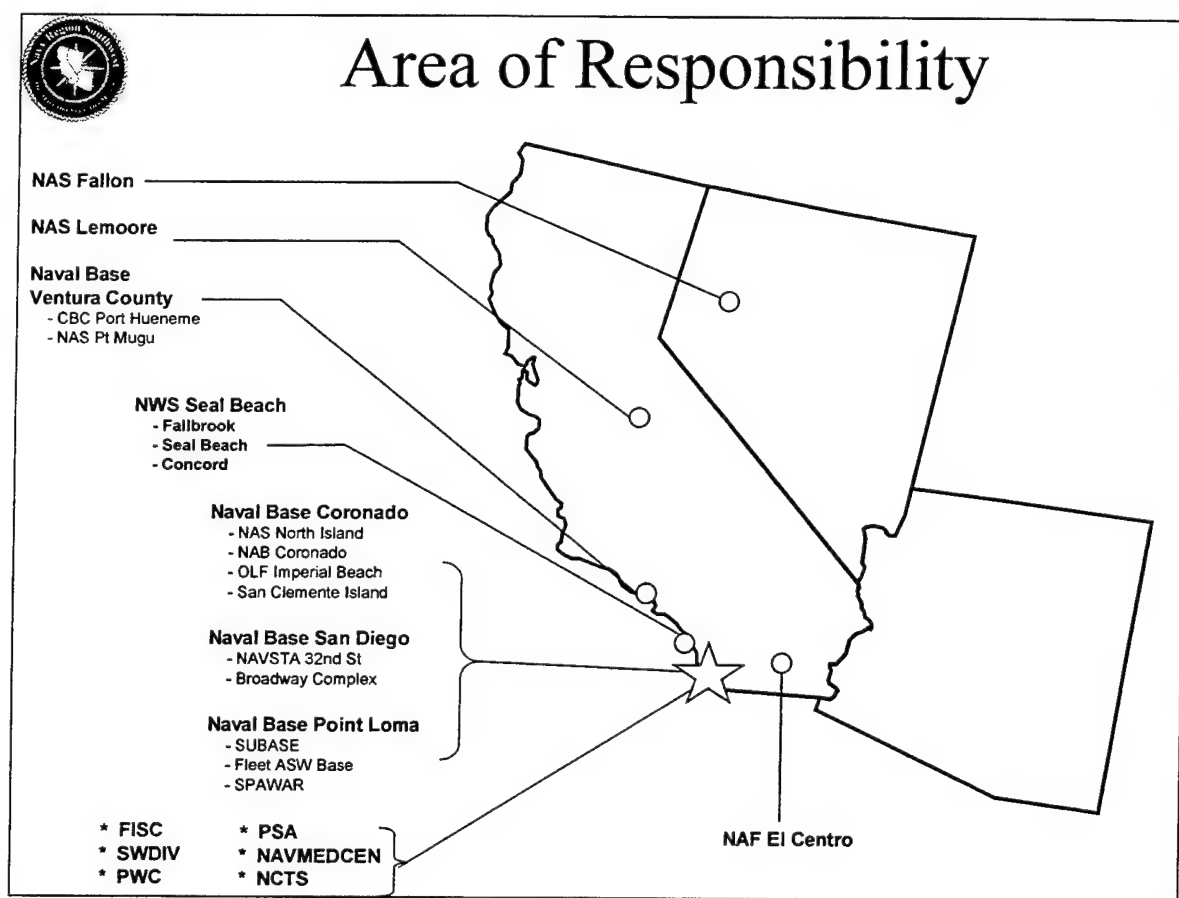 Navy Region Southwest
Area of Responsibility
NAS Fallon
NAS Lemoore
Naval Base
Ventura County
- CBC Port Hueneme
- NAS Pt Mugu
NWS Seal Beach
- Fallbrook
- Seal Beach
- Concord
Naval Base Coronado
- NAS North Island
- NAB Coronado
- OLF Imperial Beach
- San Clemente Island
Naval Base San Diego
- NAVSTA 32nd St
- Broadway Complex
Naval Base Point Loma
- SUBASE
- Fleet ASW Base
- SPAWAR
* FISC
* SWDIV
* PWC
* PSA
* NAVMEDCEN
* NCTS
NAF El Centro